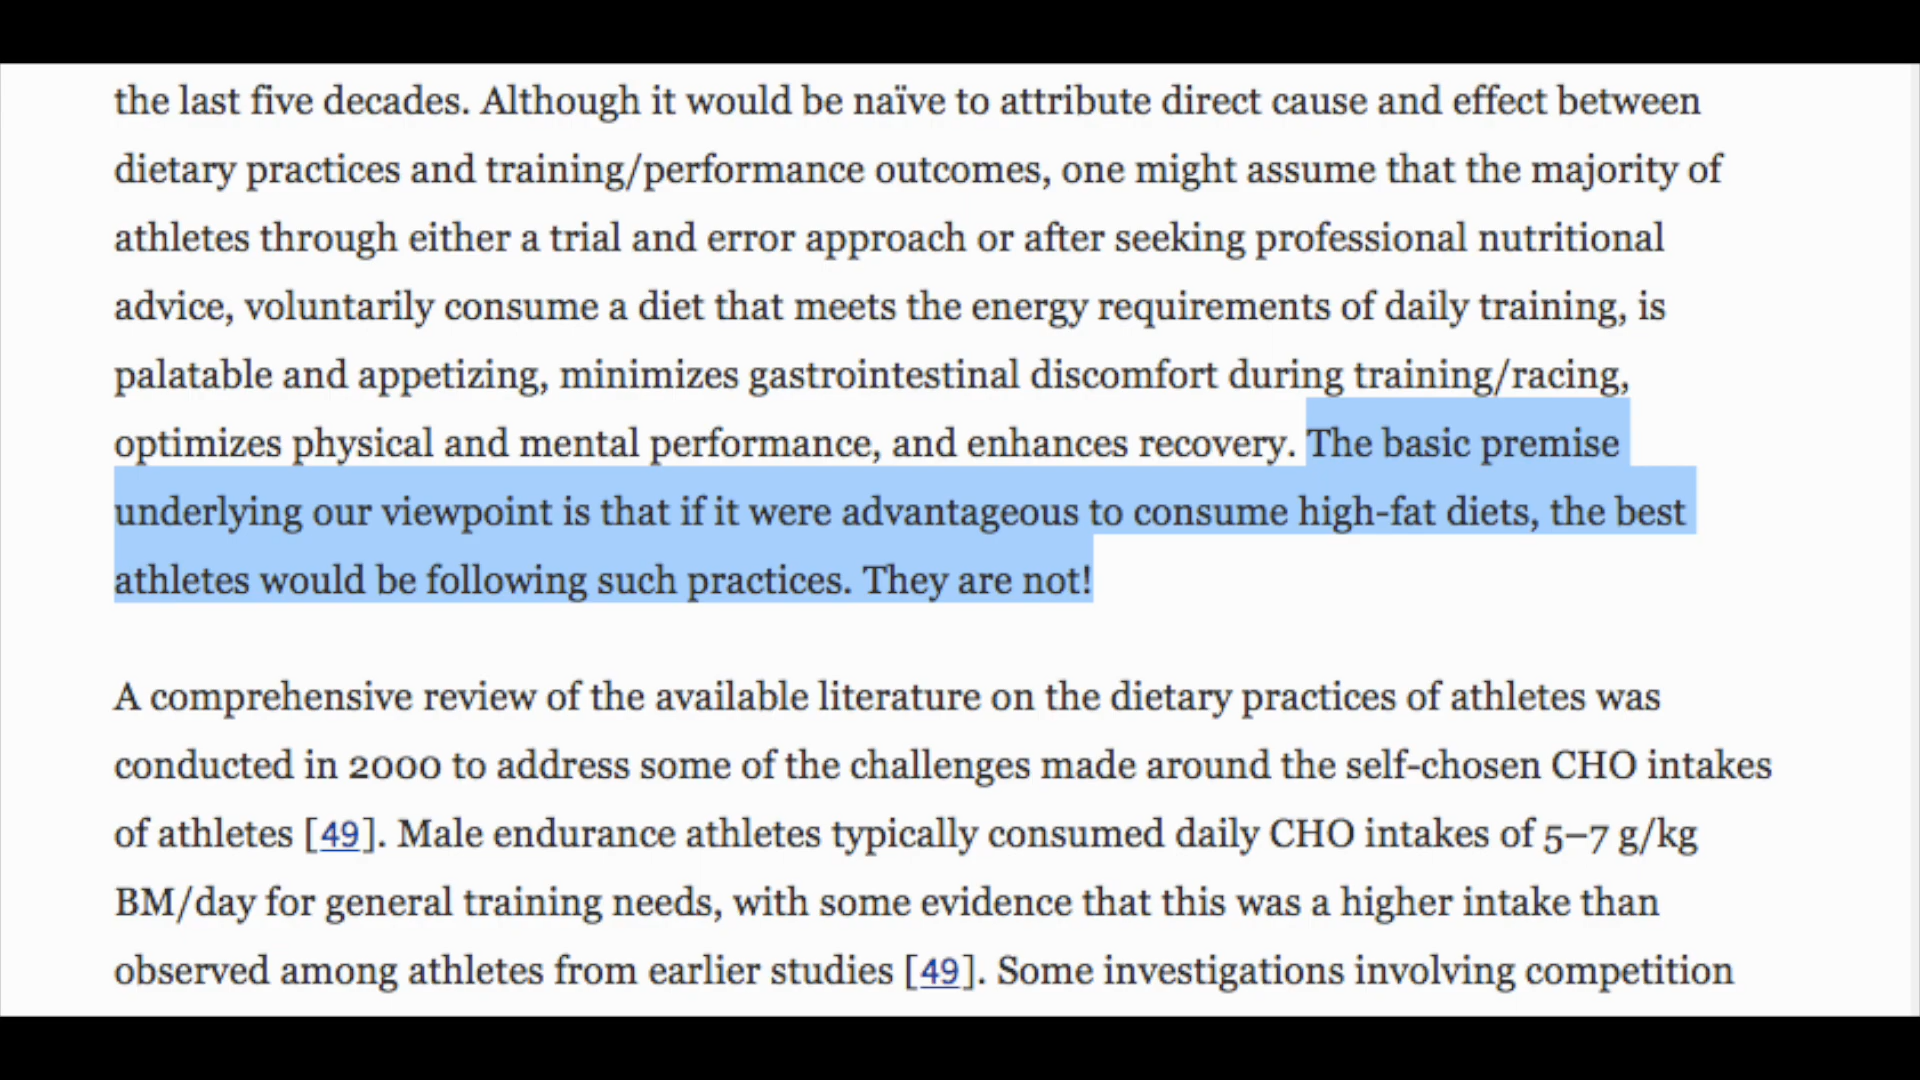 the last five decades. Although it would be naïve to attribute direct cause and effect between
dietary practices and training/performance outcomes, one might assume that the majority of
athletes through either a trial and error approach or after seeking professional nutritional
advice, voluntarily consume a diet that meets the energy requirements of daily training, is
palatable and appetizing, minimizes gastrointestinal discomfort during training/racing,
optimizes physical and mental performance, and enhances recovery. The basic premise
underlying our viewpoint is that if it were advantageous to consume high-fat diets, the best
athletes would be following such practices. They are not!
A comprehensive review of the available literature on the dietary practices of athletes was
conducted in 2000 to address some of the challenges made around the self-chosen CHO intakes
of athletes [49]. Male endurance athletes typically consumed daily CHO intakes of 5–7 g/kg
BM/day for general training needs, with some evidence that this was a higher intake than
observed among athletes from earlier studies [49]. Some investigations involving competition